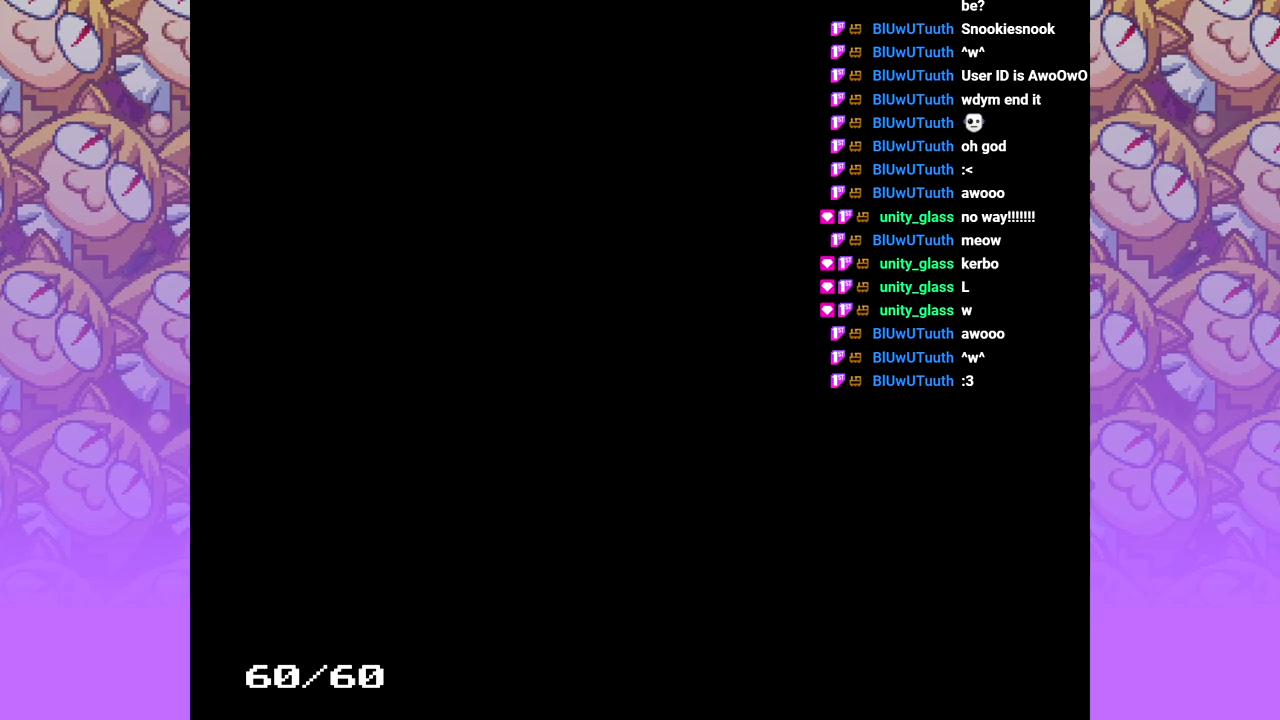 be?
BlUwUTuuth Snookiesnook
BlUwUTuuth ^w^
BlUwUTuuth User ID is AwoOwO
BlUwUTuuth wdym end it
BlUwUTuuth
BlUwUTuuth oh god
BlUwUTuuth :<
BlUwUTuuth awooo
unity_glass no way!!!!!!!
BlUwUTuuth meow
unity_glass kerbo
unity_glass L
unity_glass w
BlUwUTuuth awooo
BlUwUTuuth ^w^
BlUwUTuuth :3
60/60